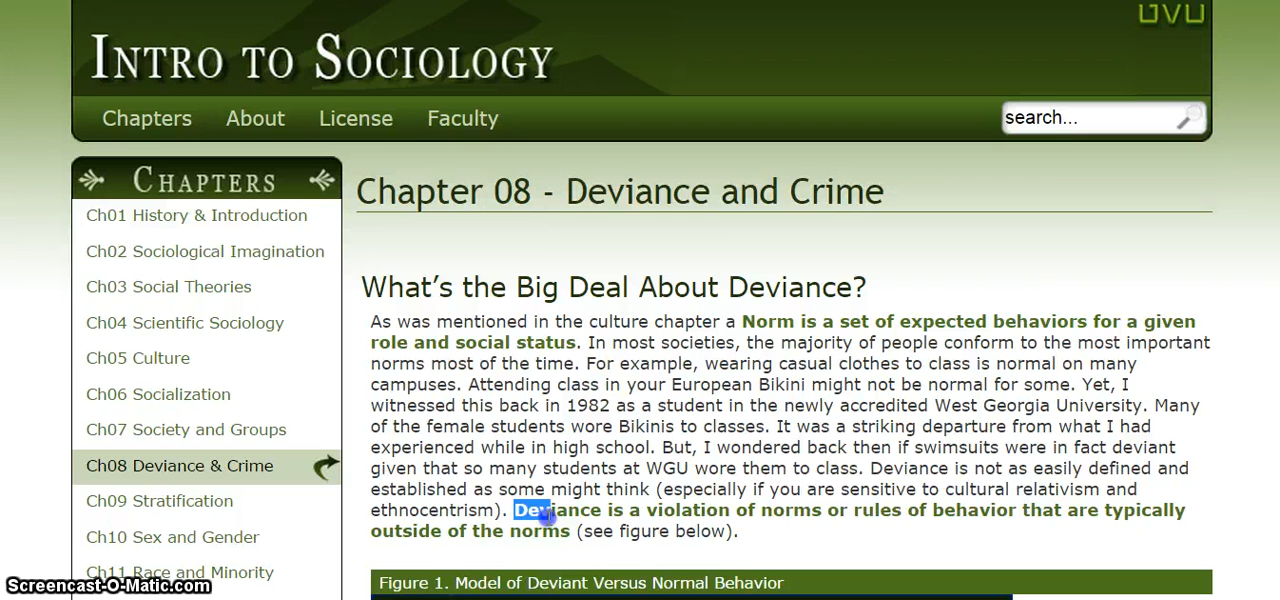 UVU
INTRO TO SOCIOLOGY
Chapters About License Faculty
search...
CHAPTERS
Ch01 History & Introduction
Ch02 Sociological Imagination
Ch03 Social Theories
Ch04 Scientific Sociology
Ch05 Culture
Ch06 Socialization
Ch07 Society and Groups
Ch08 Deviance & Crime
Ch09 Stratification
Ch10 Sex and Gender
Ch11 Race and Minority
Chapter 08 - Deviance and Crime
What’s the Big Deal About Deviance?
As was mentioned in the culture chapter a Norm is a set of expected behaviors for a given
role and social status. In most societies, the majority of people conform to the most important
norms most of the time. For example, wearing casual clothes to class is normal on many
campuses. Attending class in your European Bikini might not be normal for some. Yet, I
witnessed this back in 1982 as a student in the newly accredited West Georgia University. Many
of the female students wore Bikinis to classes. It was a striking departure from what I had
experienced while in high school. But, I wondered back then if swimsuits were in fact deviant
given that so many students at WGU wore them to class. Deviance is not as easily defined and
established as some might think (especially if you are sensitive to cultural relativism and
ethnocentrism). Deviance is a violation of norms or rules of behavior that are typically
outside of the norms (see figure below).
Figure 1. Model of Deviant Versus Normal Behavior
Screencast-O-Matic.com